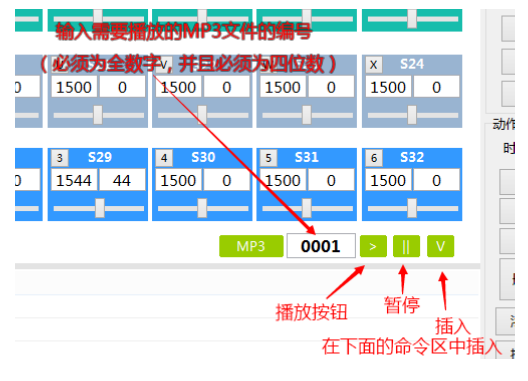 输入需要播放的MP3文件的编号
（必须为全数字，并且必须为四位数）
V
X S24
0 1500 0 1500 0 1500 0 1500 0
动作
时
3 S29 4 S30 5 S31 6 S32
0 1544 44 1500 0 1500 0 1500 0
MP3 0001 > || V
播放按钮
暂停
插入
在下面的命令区中插入